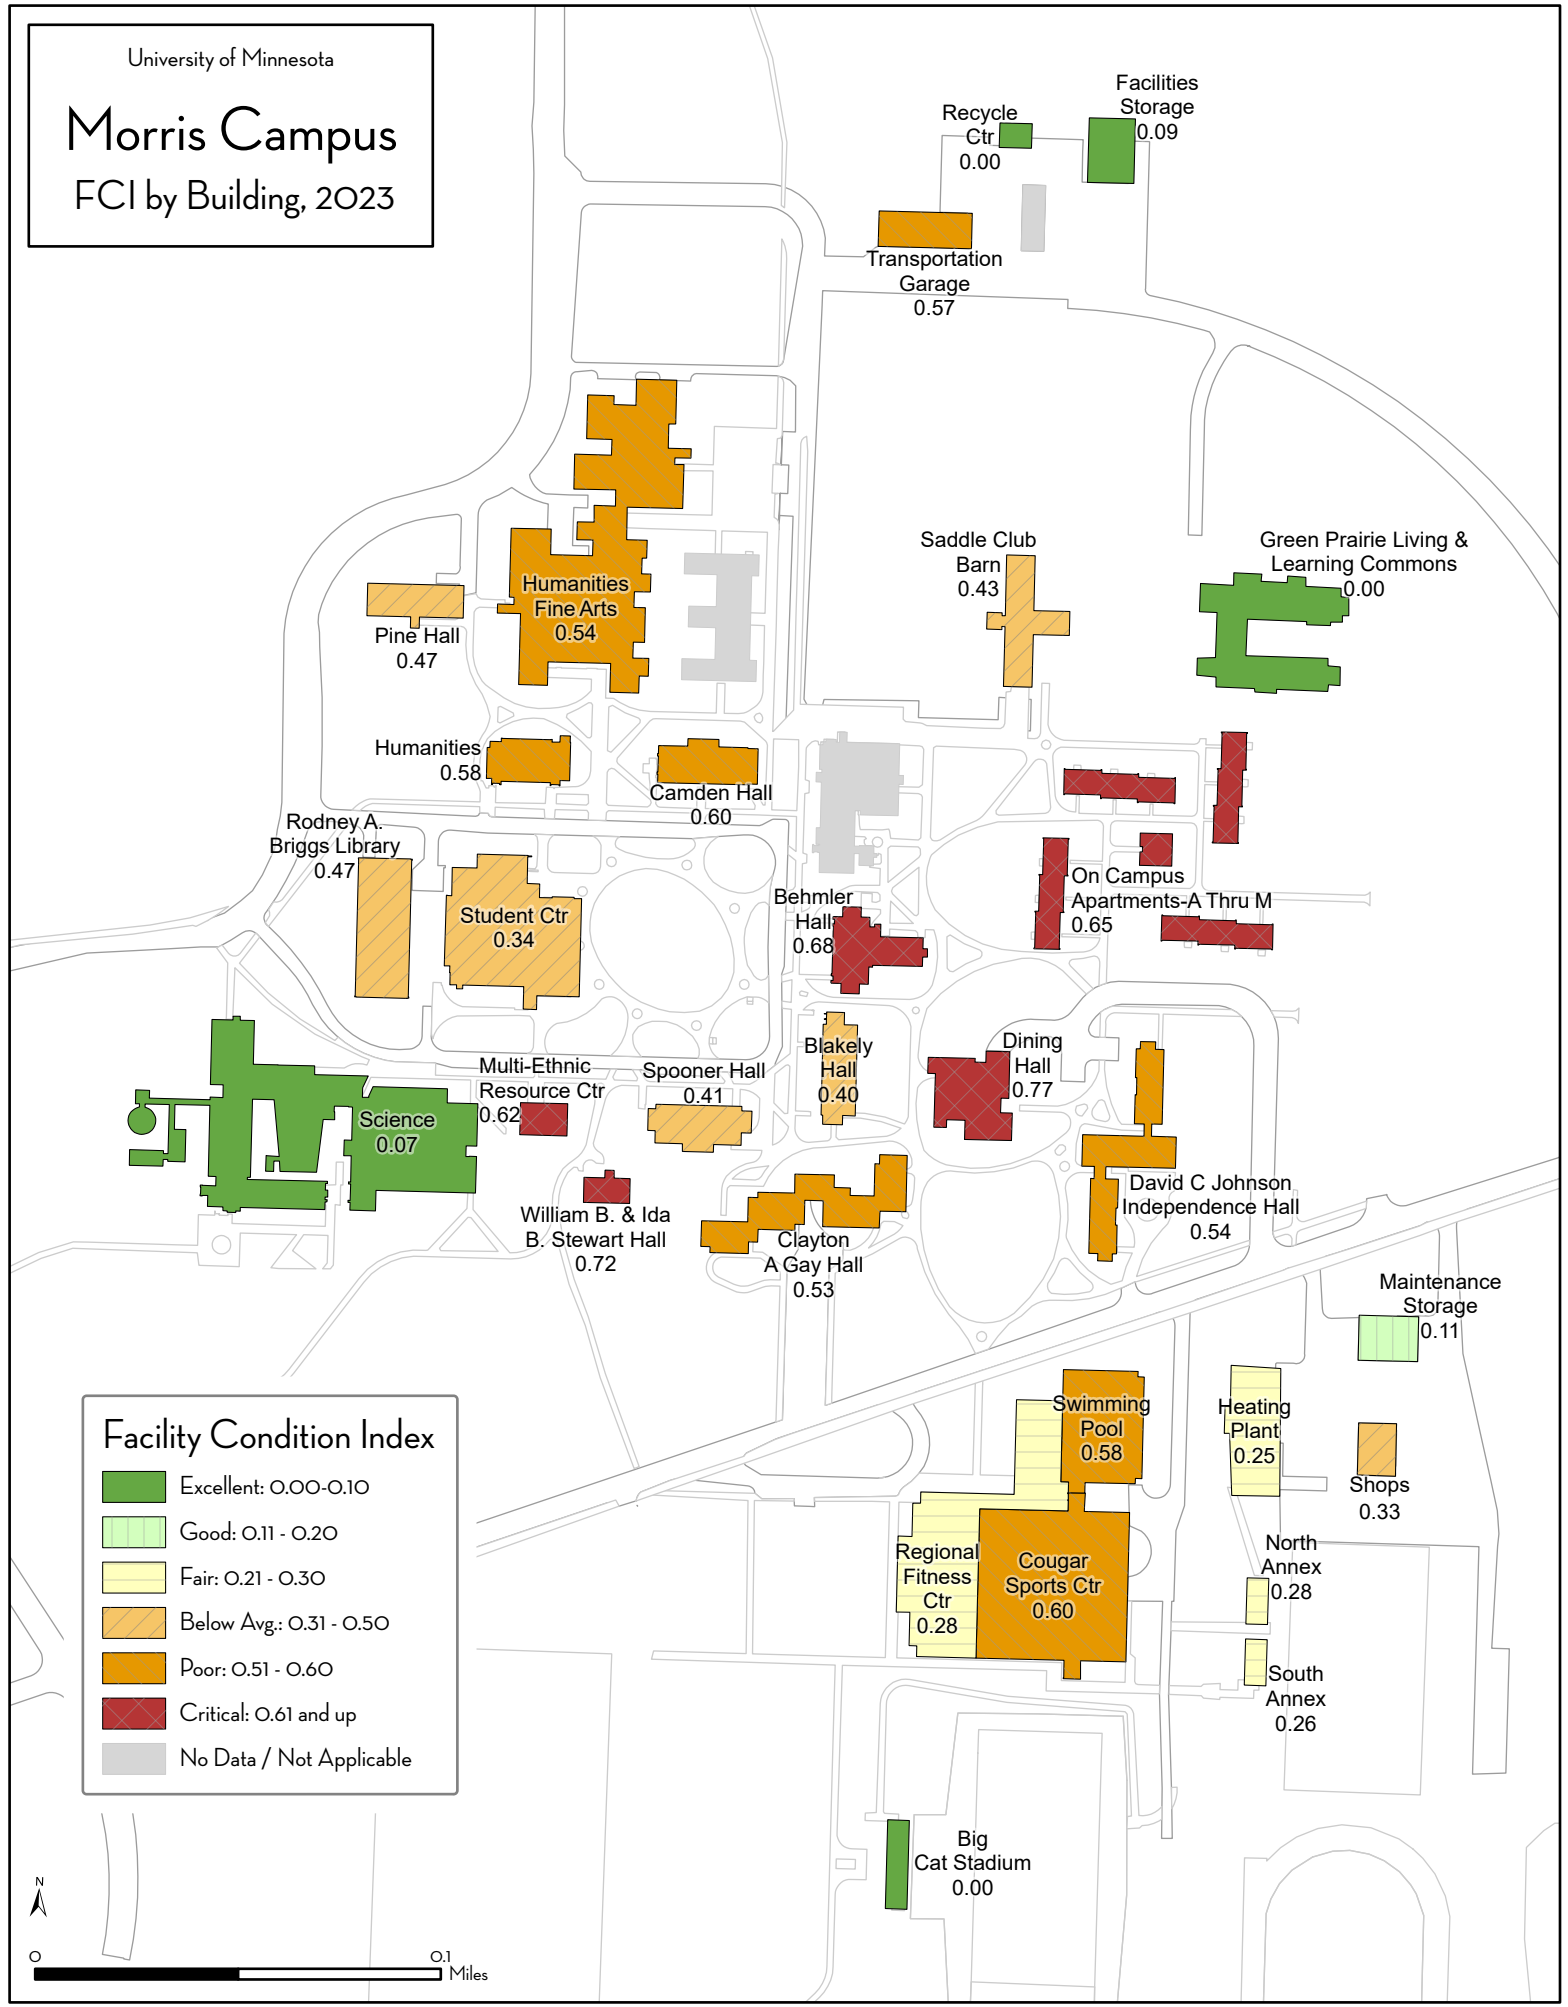 University of Minnesota
Morris Campus
FCI by Building, 2023
Facilities
Storage
0.09
Recycle
Ctr
0.00
Transportation
Garage
0.57
Saddle Club
Barn
0.43
Green Prairie Living &
Learning Commons
0.00
Humanities
Fine Arts
0.54
Pine Hall
0.47
Humanities
0.58
Camden Hall
0.60
Rodney A.
Briggs Library
0.47
Student Ctr
0.34
Behmler
Hall
0.68
On Campus
Apartments-A Thru M
0.65
Blakely
Hall
0.40
Dining
Hall
0.77
Multi-Ethnic
Resource Ctr
0.62
Spooner Hall
0.41
Science
0.07
William B. & Ida
B. Stewart Hall
0.72
Clayton
A Gay Hall
0.53
David C Johnson
Independence Hall
0.54
Maintenance
Storage
0.11
Swimming
Pool
0.58
Heating
Plant
0.25
Shops
0.33
Regional
Fitness
Ctr
0.28
Cougar
Sports Ctr
0.60
North
Annex
0.28
South
Annex
0.26
Big
Cat Stadium
0.00
Facility Condition Index
Excellent: 0.00-0.10
Good: 0.11 - 0.20
Fair: 0.21 - 0.30
Below Avg.: 0.31 - 0.50
Poor: 0.51 - 0.60
Critical: 0.61 and up
No Data / Not Applicable
N
0 0.1
Miles